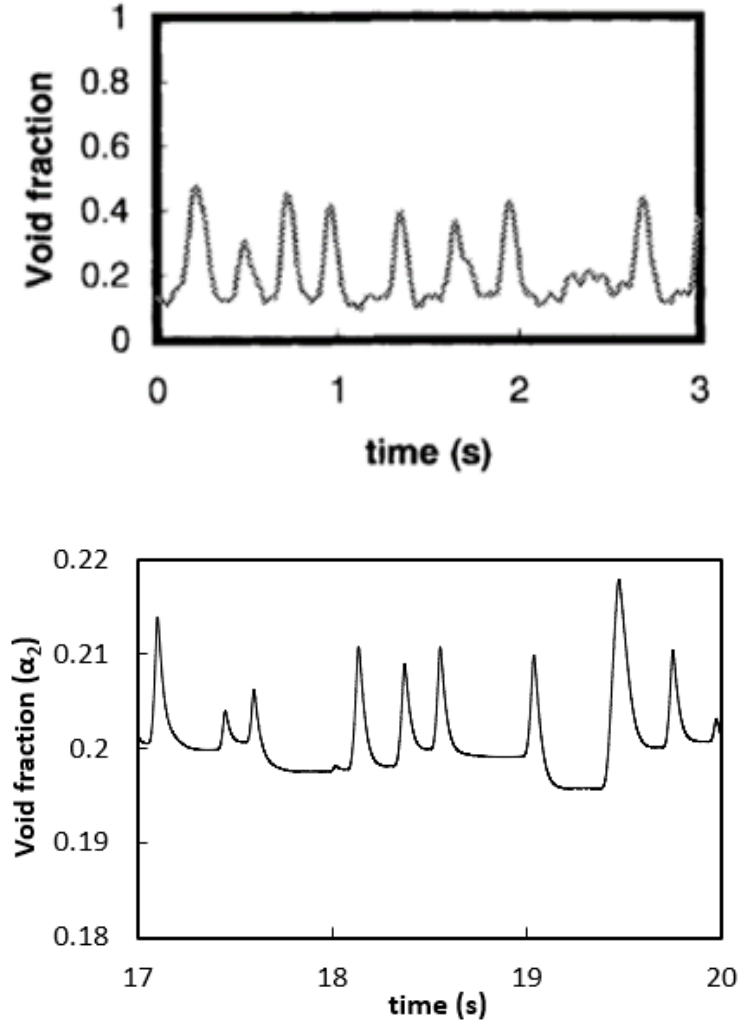 1
0.8
0.6
0.4
0.2
0
Void fraction
0 1 2 3
time (s)
0.22
0.21
0.2
0.19
0.18
Void fraction (α₂)
17 18 19 20
time (s)